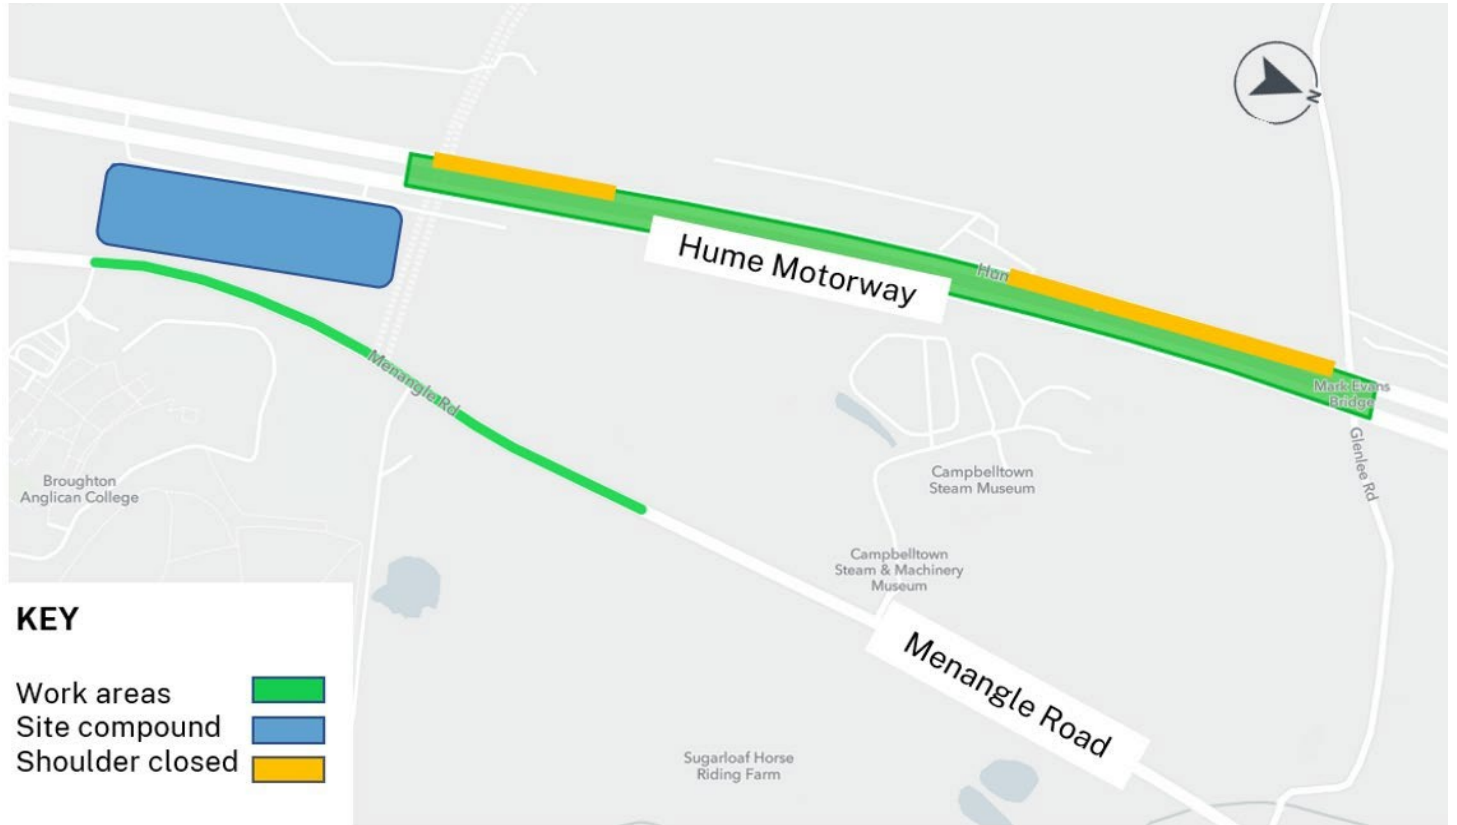 N
Hum
Hume Motorway
Mark Evans
Bridge
Glenlee Rd
Menangle Rd
Broughton
Anglican College
Campbelltown
Steam Museum
Campbelltown
Steam & Machinery
Museum
Menangle Road
Sugarloaf Horse
Riding Farm
KEY
Work areas
Site compound
Shoulder closed